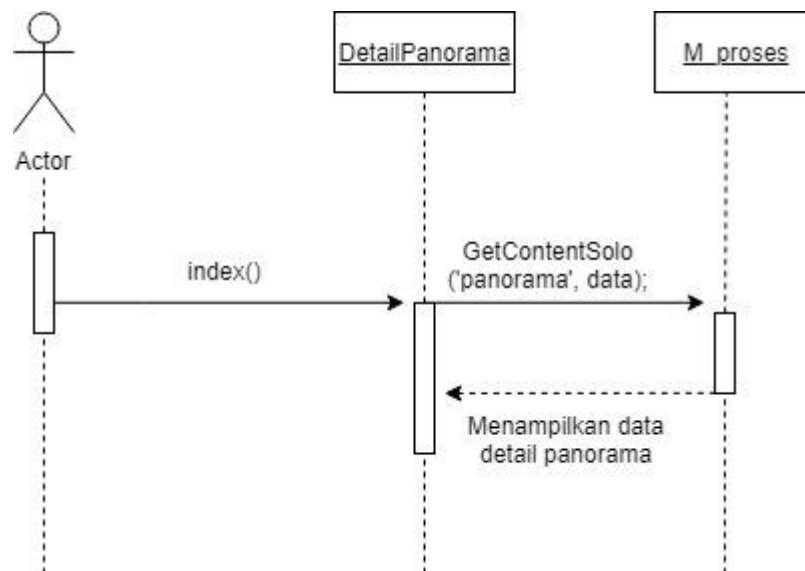 DetailPanorama
M_proses
Actor
index()
GetContentSolo
('panorama', data);
Menampilkan data
detail panorama